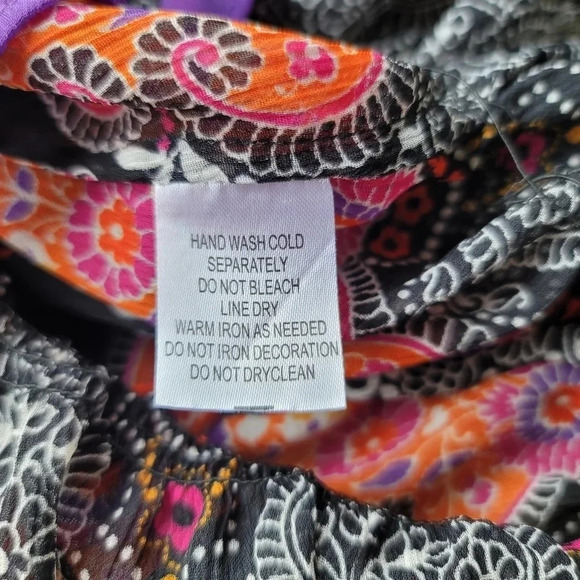 HAND WASH COLD
SEPARATELY
DO NOT BLEACH
LINE DRY
WARM IRON AS NEEDED
DO NOT IRON DECORATION
DO NOT DRYCLEAN